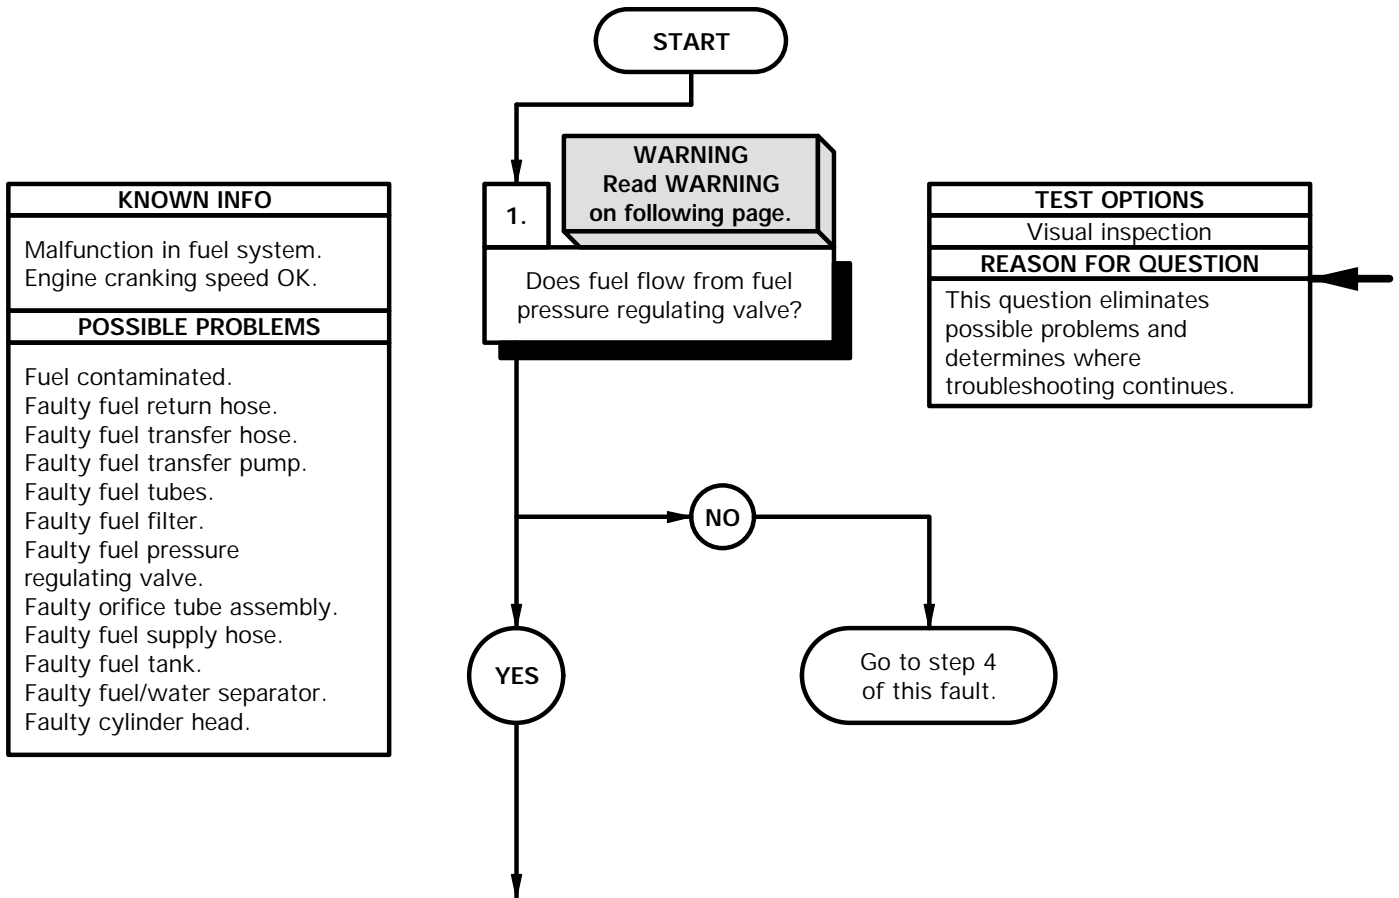 START
WARNING
Read WARNING
on following page.
1.
Does fuel flow from fuel
pressure regulating valve?
KNOWN INFO
Malfunction in fuel system.
Engine cranking speed OK.
POSSIBLE PROBLEMS
Fuel contaminated.
Faulty fuel return hose.
Faulty fuel transfer hose.
Faulty fuel transfer pump.
Faulty fuel tubes.
Faulty fuel filter.
Faulty fuel pressure
regulating valve.
Faulty orifice tube assembly.
Faulty fuel supply hose.
Faulty fuel tank.
Faulty fuel/water separator.
Faulty cylinder head.
TEST OPTIONS
Visual inspection
REASON FOR QUESTION
This question eliminates
possible problems and
determines where
troubleshooting continues.
NO
YES
Go to step 4
of this fault.